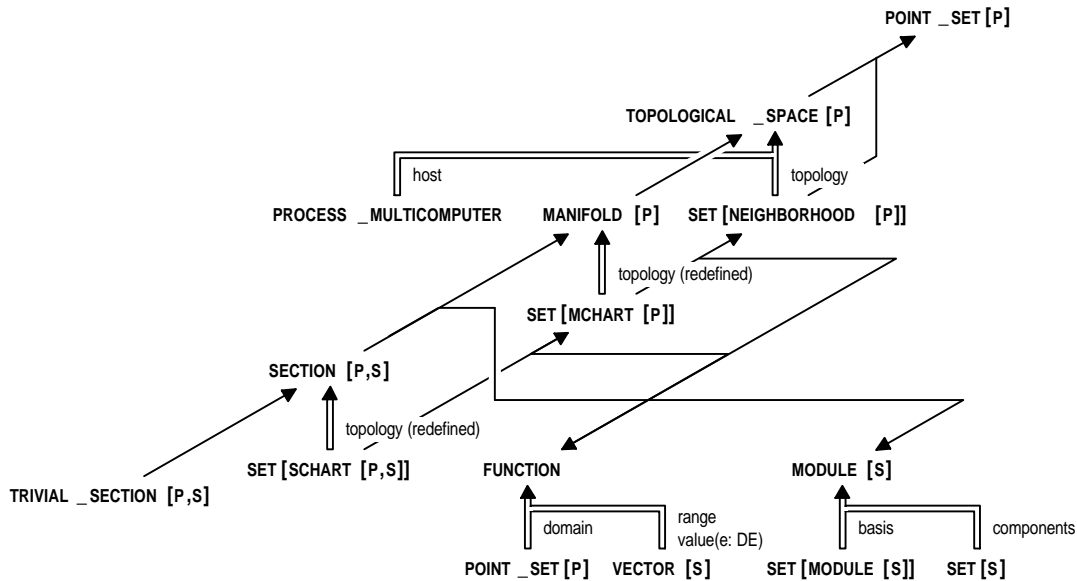 POINT _SET [P]
TOPOLOGICAL _SPACE [P]
host
topology
PROCESS _MULTICOMPUTER MANIFOLD [P] SET [NEIGHBORHOOD [P]]
topology (redefined)
SET [MCHART [P]]
SECTION [P,S]
topology (redefined)
SET [SCHART [P,S]] FUNCTION MODULE [S]
TRIVIAL _SECTION [P,S]
domain range basis components
value(e: DE)
POINT _SET [P] VECTOR [S] SET [MODULE [S]] SET [S]